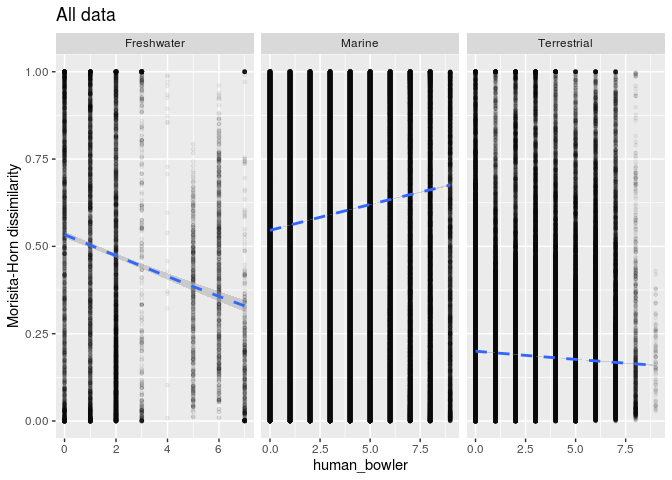 All data
Freshwater Marine Terrestrial
Morisita-Horn dissimilarity
1.00
0.75
0.50
0.25
0.00
0 2 4 6 0.0 2.5 5.0 7.5 0.0 2.5 5.0 7.5
human_bowler